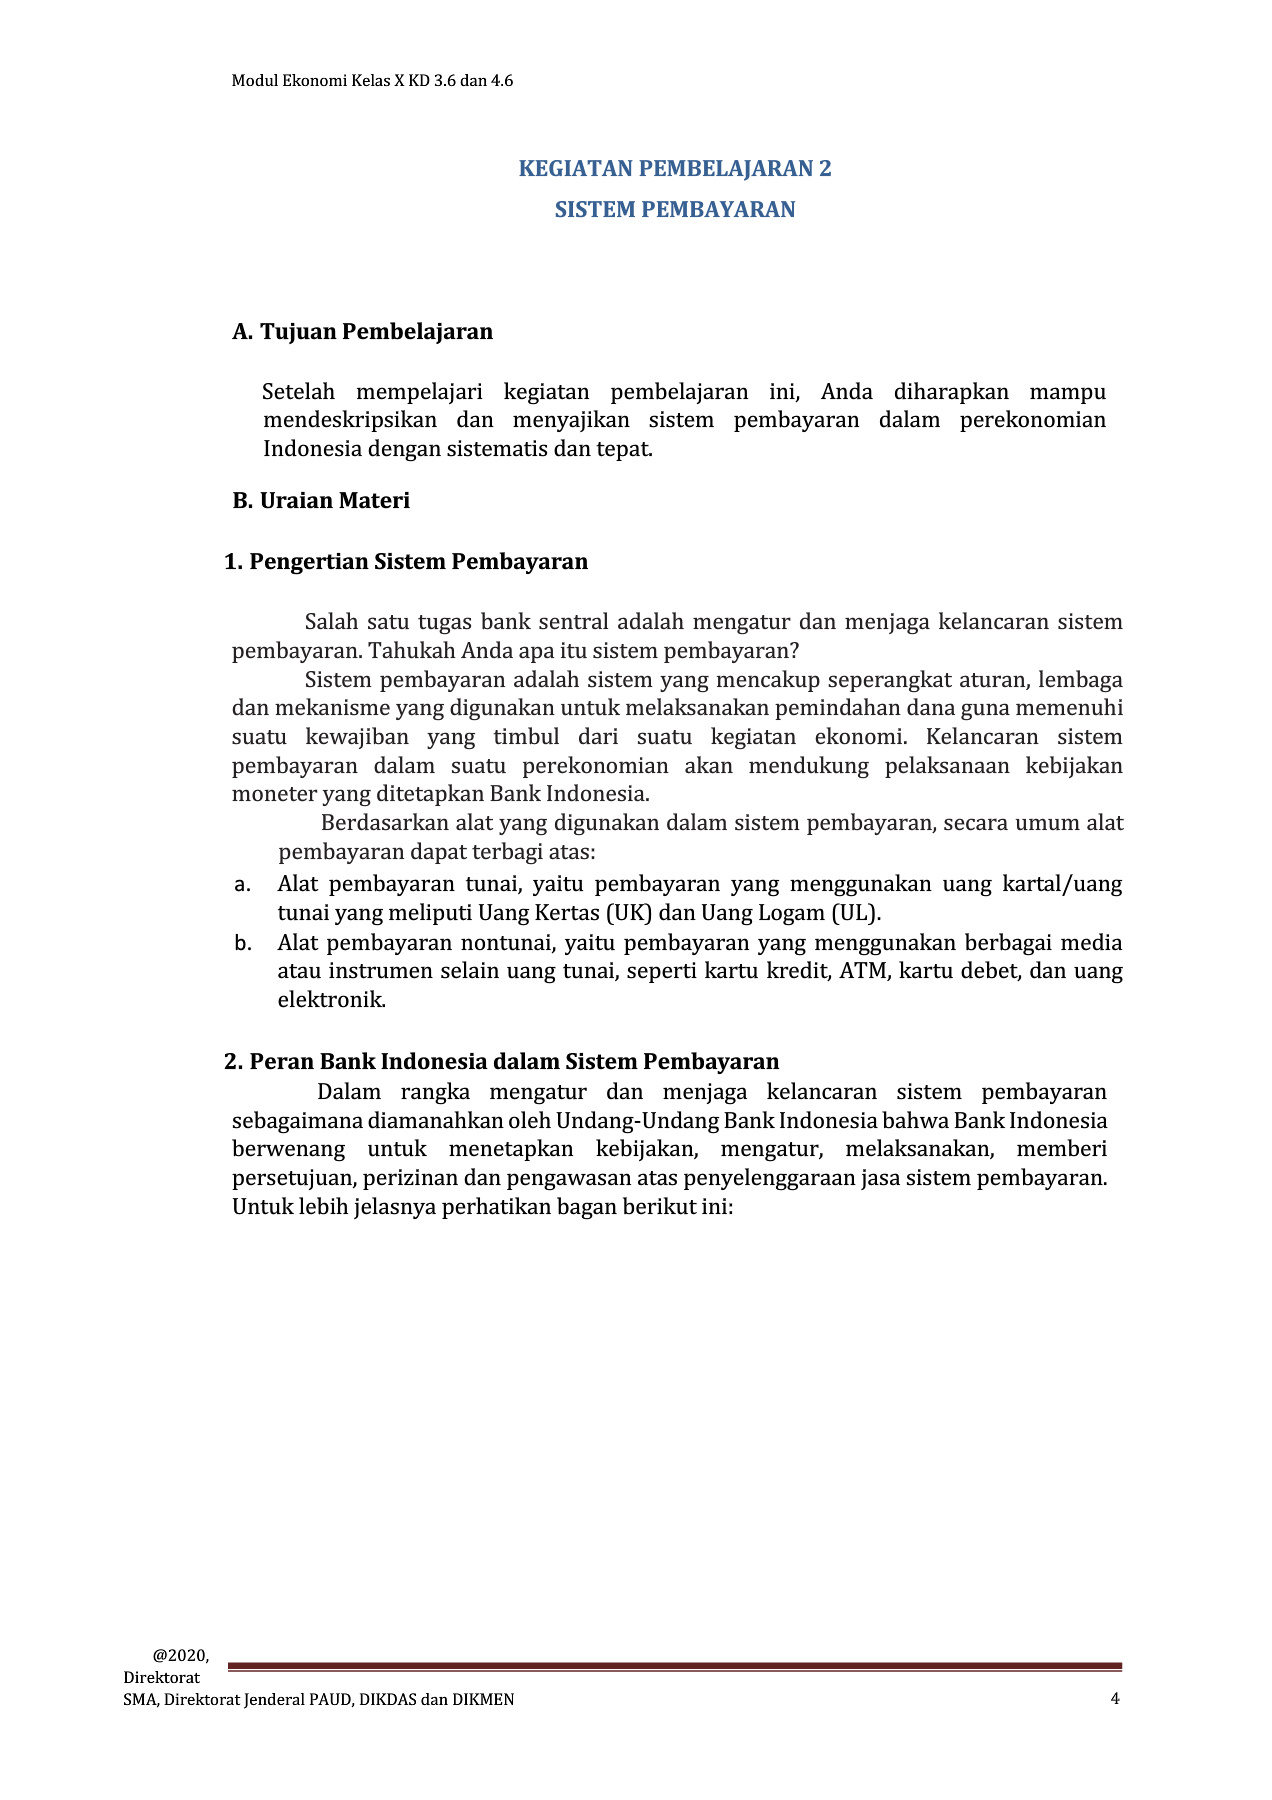 Modul Ekonomi Kelas X KD 3.6 dan 4.6
KEGIATAN PEMBELAJARAN 2
SISTEM PEMBAYARAN
A. Tujuan Pembelajaran
Setelah mempelajari kegiatan pembelajaran ini, Anda diharapkan mampu
mendeskripsikan dan menyajikan sistem pembayaran dalam perekonomian
Indonesia dengan sistematis dan tepat.
B. Uraian Materi
1. Pengertian Sistem Pembayaran
Salah satu tugas bank sentral adalah mengatur dan menjaga kelancaran sistem
pembayaran. Tahukah Anda apa itu sistem pembayaran?
Sistem pembayaran adalah sistem yang mencakup seperangkat aturan, lembaga
dan mekanisme yang digunakan untuk melaksanakan pemindahan dana guna memenuhi
suatu kewajiban yang timbul dari suatu kegiatan ekonomi. Kelancaran sistem
pembayaran dalam suatu perekonomian akan mendukung pelaksanaan kebijakan
moneter yang ditetapkan Bank Indonesia.
Berdasarkan alat yang digunakan dalam sistem pembayaran, secara umum alat
pembayaran dapat terbagi atas:
a. Alat pembayaran tunai, yaitu pembayaran yang menggunakan uang kartal/uang
tunai yang meliputi Uang Kertas (UK) dan Uang Logam (UL).
b. Alat pembayaran nontunai, yaitu pembayaran yang menggunakan berbagai media
atau instrumen selain uang tunai, seperti kartu kredit, ATM, kartu debet, dan uang
elektronik.
2. Peran Bank Indonesia dalam Sistem Pembayaran
Dalam rangka mengatur dan menjaga kelancaran sistem pembayaran
sebagaimana diamanahkan oleh Undang-Undang Bank Indonesia bahwa Bank Indonesia
berwenang untuk menetapkan kebijakan, mengatur, melaksanakan, memberi
persetujuan, perizinan dan pengawasan atas penyelenggaraan jasa sistem pembayaran.
Untuk lebih jelasnya perhatikan bagan berikut ini:
@2020,
Direktorat
SMA, Direktorat Jenderal PAUD, DIKDAS dan DIKMEN
4